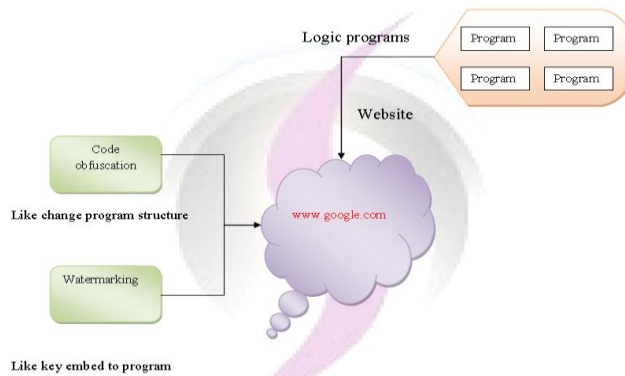 Logic programs
Program Program
Program Program
Website
Code
obfuscation
www.google.com
Like change program structure
Watermarking
Like key embed to program